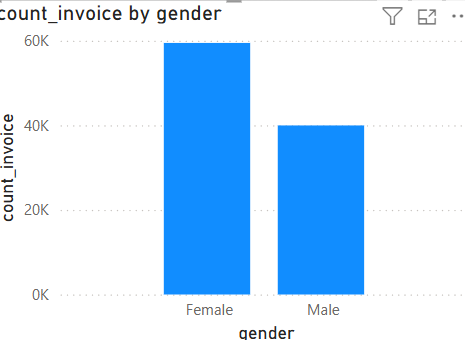 count_invoice by gender
60K
40K
20K
0K
count_invoice
Female
Male
gender